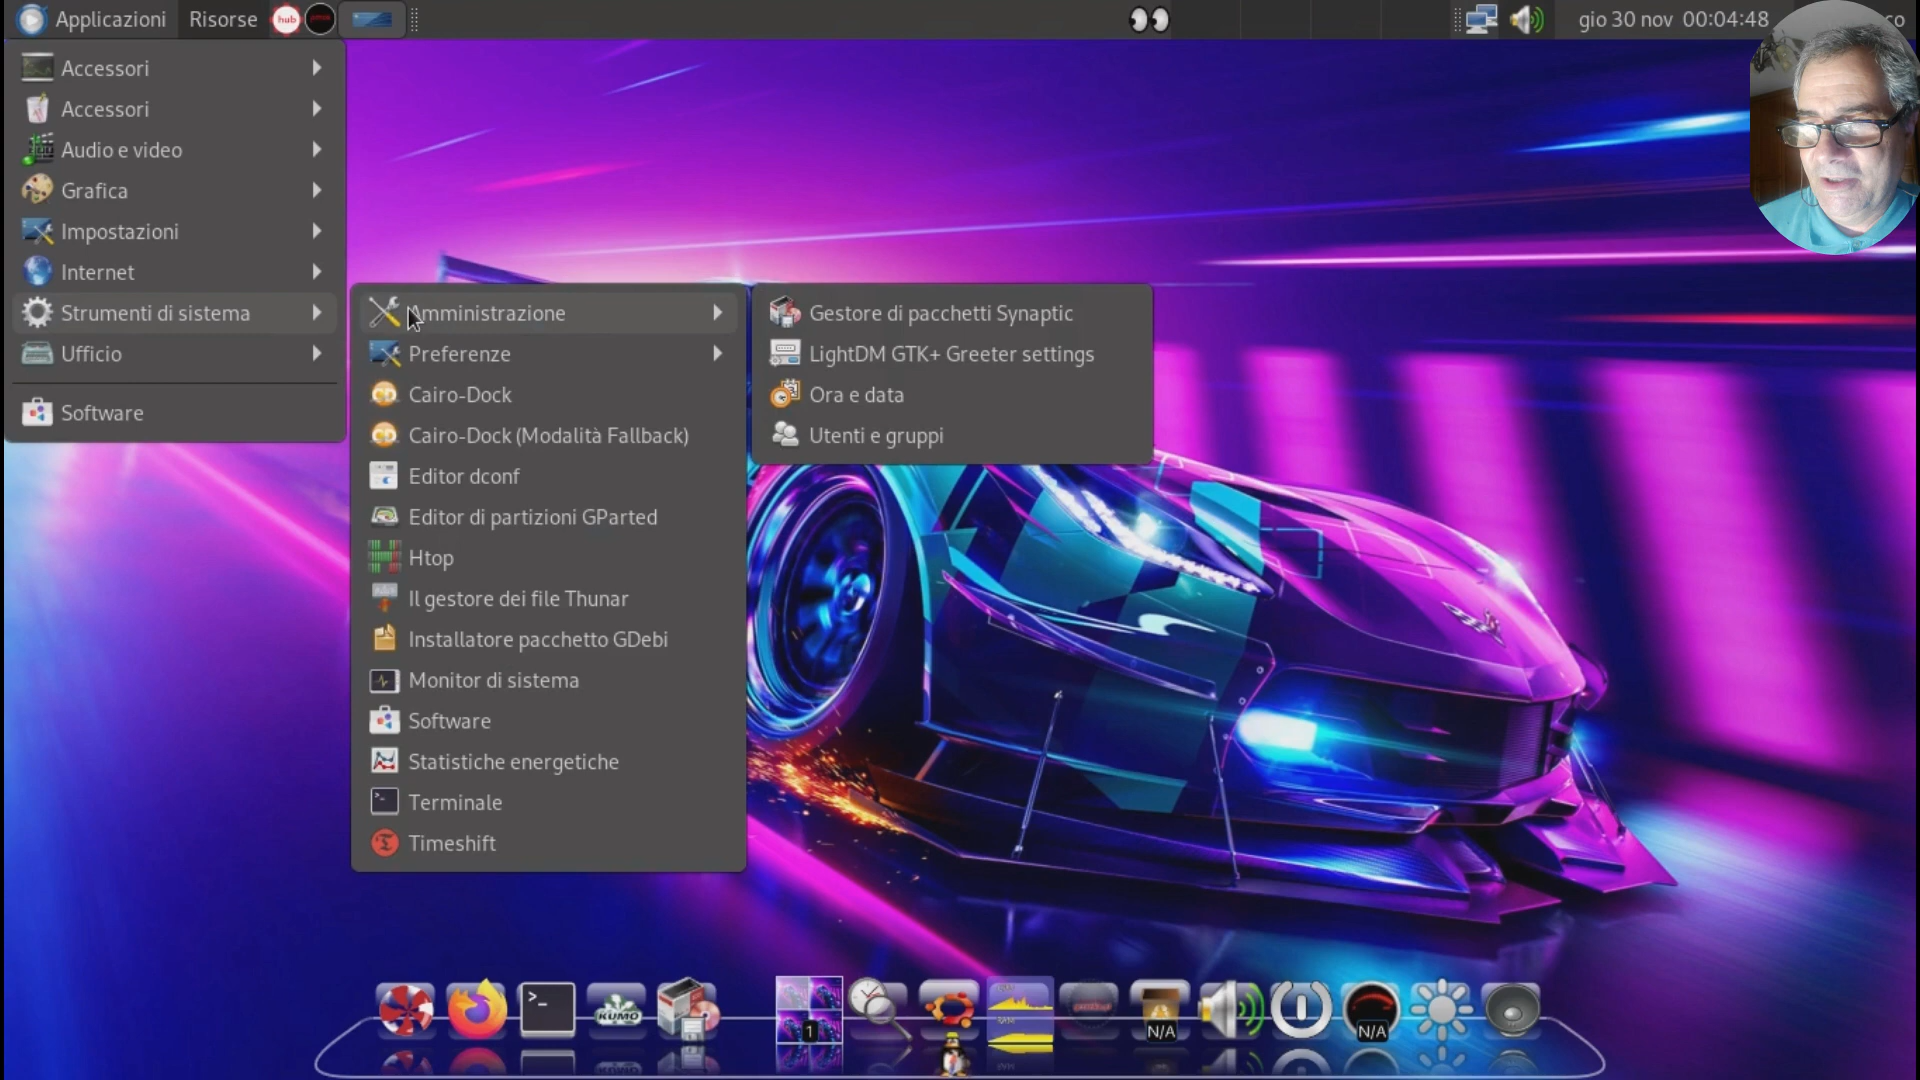 Applicazioni
Risorse
hub
gio 30 nov 00:04:48
co
Accessori
Accessori
Audio e video
Grafica
Impostazioni
Internet
Strumenti di sistema
Ufficio
Software
Amministrazione
Preferenze
Cairo-Dock
Cairo-Dock (Modalità Fallback)
Editor dconf
Editor di partizioni GParted
Htop
Il gestore dei file Thunar
Installatore pacchetto GDebi
Monitor di sistema
Software
Statistiche energetiche
Terminale
Timeshift
Gestore di pacchetti Synaptic
LightDM GTK+ Greeter settings
Ora e data
Utenti e gruppi
KUMO
1
RAM
N/A
N/A